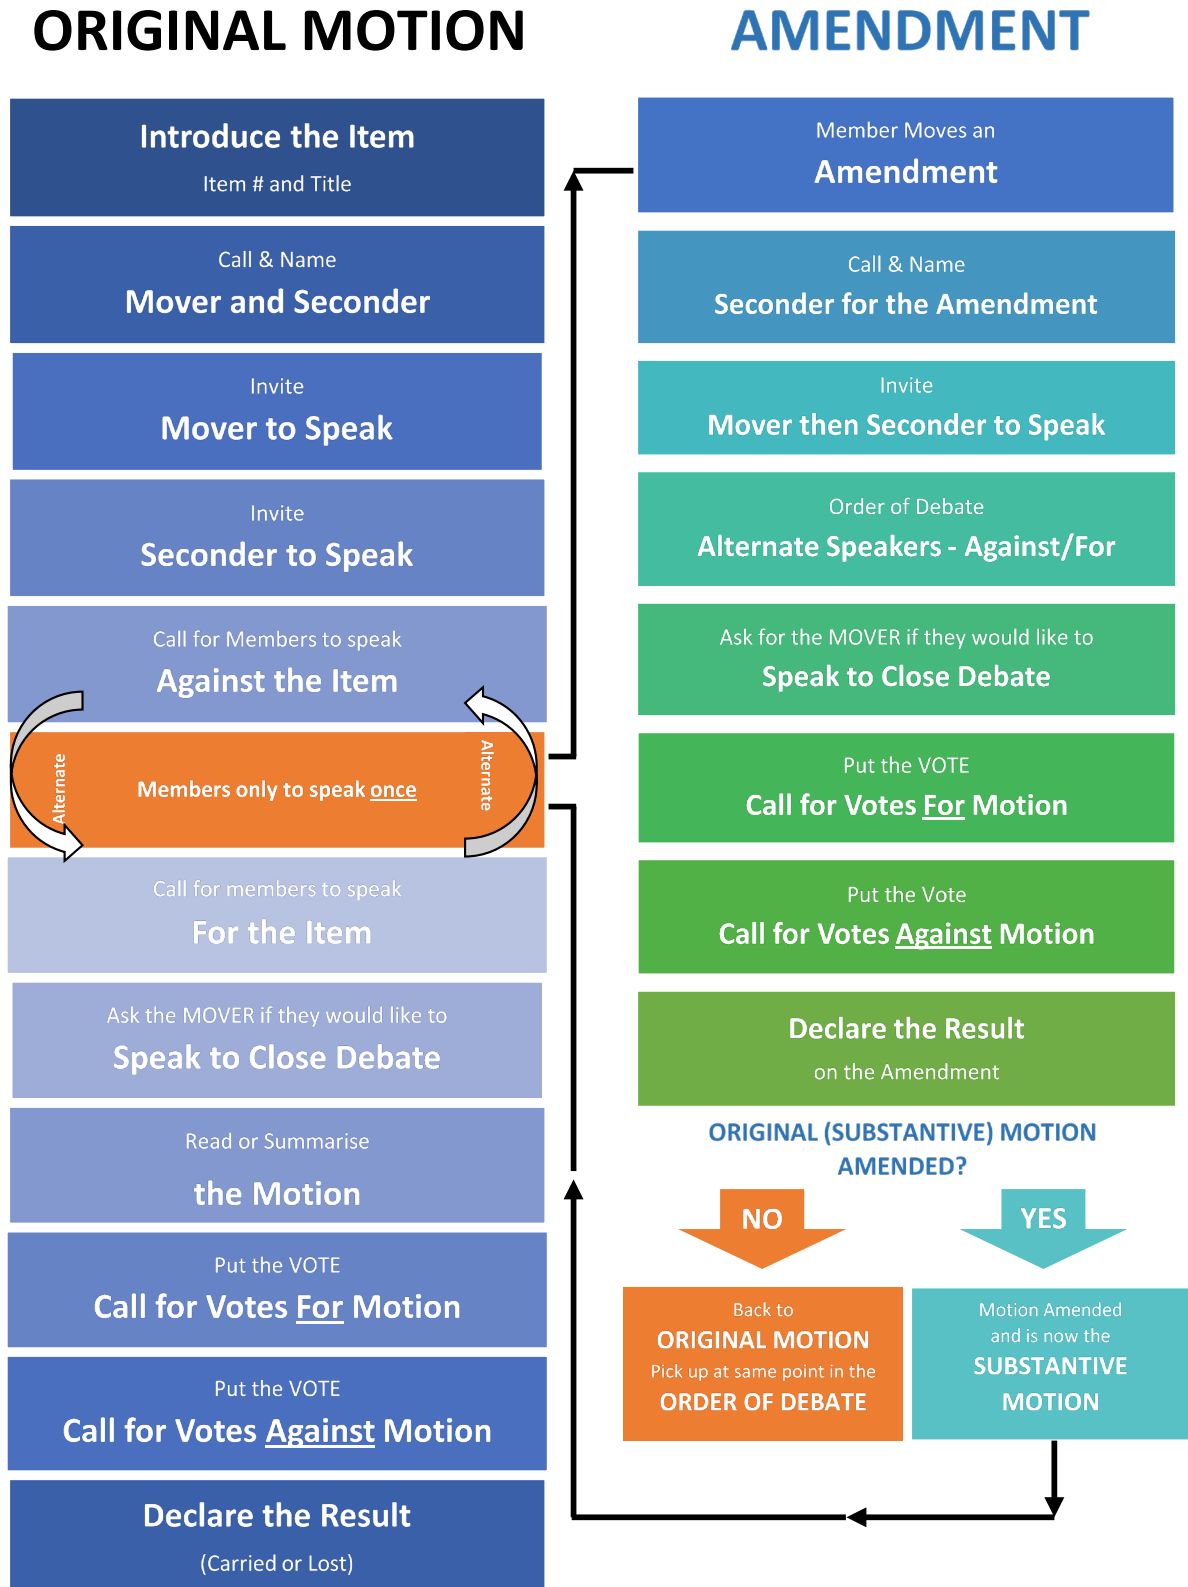 ORIGINAL MOTION
Introduce the Item
Item # and Title
Call & Name
Mover and Seconder
Invite
Mover to Speak
Invite
Seconder to Speak
Call for Members to speak
Against the Item
Alternate
Members only to speak once
Alternate
Call for members to speak
For the Item
Ask the MOVER if they would like to
Speak to Close Debate
Read or Summarise
the Motion
Put the VOTE
Call for Votes For Motion
Put the VOTE
Call for Votes Against Motion
Declare the Result
(Carried or Lost)
AMENDMENT
Member Moves an
Amendment
Call & Name
Seconder for the Amendment
Invite
Mover then Seconder to Speak
Order of Debate
Alternate Speakers - Against/For
Ask for the MOVER if they would like to
Speak to Close Debate
Put the VOTE
Call for Votes For Motion
Put the Vote
Call for Votes Against Motion
Declare the Result
on the Amendment
ORIGINAL (SUBSTANTIVE) MOTION
AMENDED?
NO
Back to
ORIGINAL MOTION
Pick up at same point in the
ORDER OF DEBATE
YES
Motion Amended
and is now the
SUBSTANTIVE
MOTION